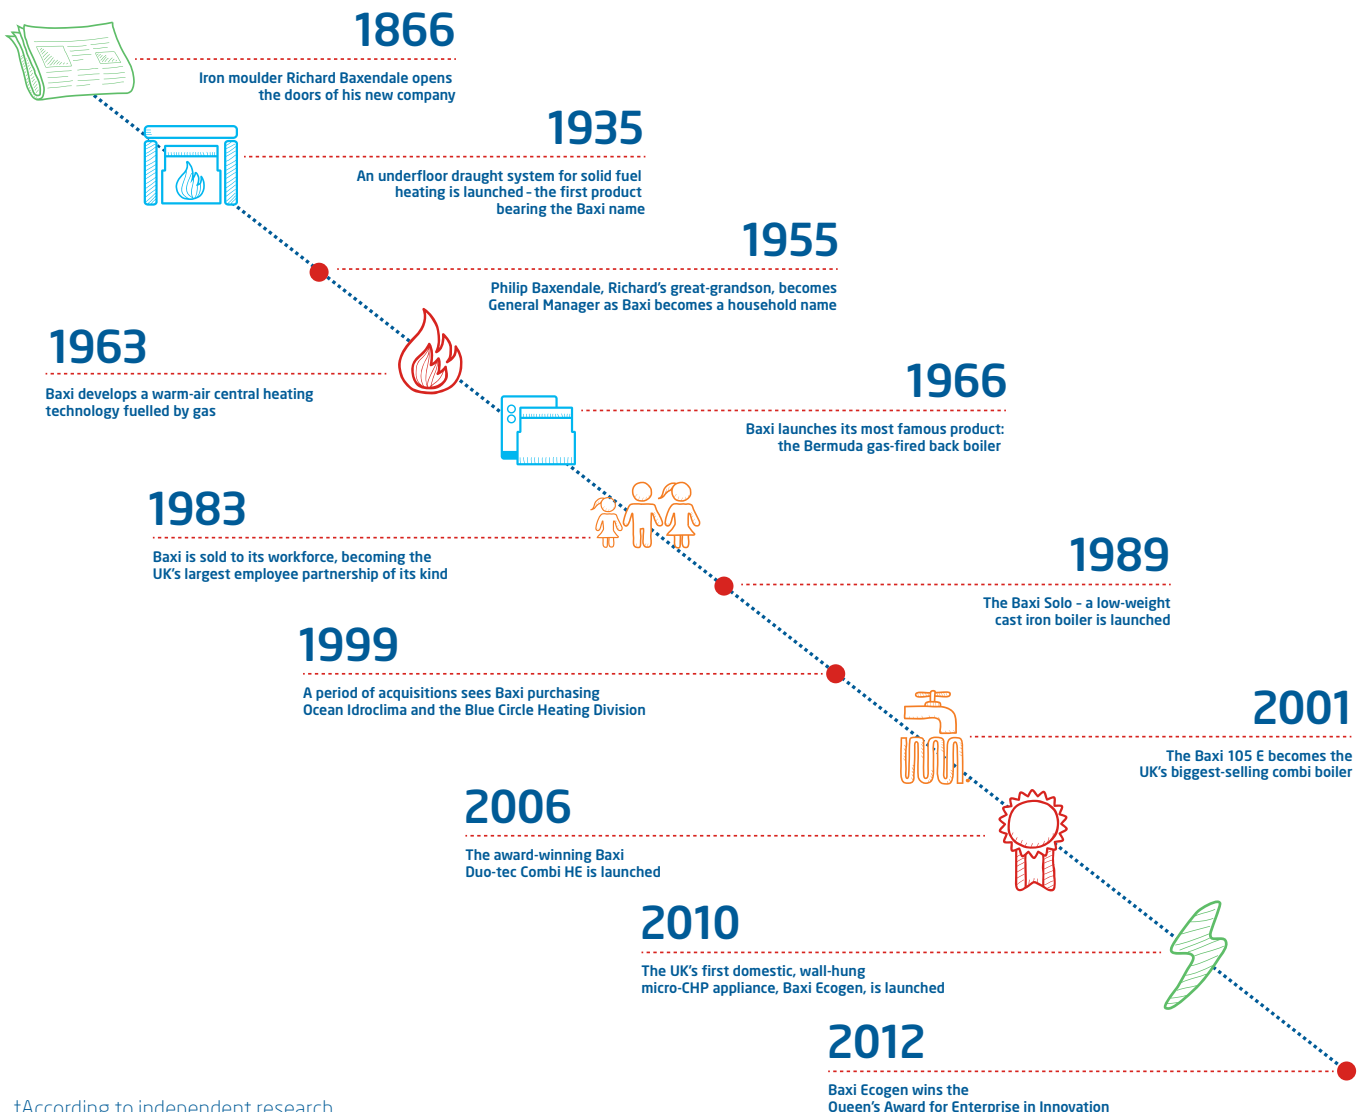 1866
Iron moulder Richard Baxendale opens
the doors of his new company
1935
An underfloor draught system for solid fuel
heating is launched - the first product
bearing the Baxi name
1955
Philip Baxendale, Richard's great-grandson, becomes
General Manager as Baxi becomes a household name
1963
Baxi develops a warm-air central heating
technology fuelled by gas
1966
Baxi launches its most famous product:
the Bermuda gas-fired back boiler
1983
Baxi is sold to its workforce, becoming the
UK's largest employee partnership of its kind
1989
The Baxi Solo - a low-weight
cast iron boiler is launched
1999
A period of acquisitions sees Baxi purchasing
Ocean Idroclima and the Blue Circle Heating Division
2001
The Baxi 105 E becomes the
UK's biggest-selling combi boiler
2006
The award-winning Baxi
Duo-tec Combi HE is launched
2010
The UK's first domestic, wall-hung
micro-CHP appliance, Baxi Ecogen, is launched
2012
Baxi Ecogen wins the
Queen's Award for Enterprise in Innovation
†According to independent research